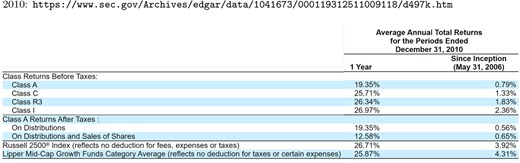 2010: https://www.sec.gov/Archives/edgar/data/1041673/000119312511009118/d497k.htm
Average Annual Total Returns
for the Periods Ended
December 31, 2010
1 Year Since Inception (May 31, 2006)
Class Returns Before Taxes:
Class A 19.35% 0.79%
Class C 25.71% 1.33%
Class R3 26.34% 1.83%
Class I 26.97% 2.36%
Class A Returns After Taxes :
On Distributions 19.35% 0.56%
On Distributions and Sales of Shares 12.58% 0.65%
Russell 2500® Index (reflects no deduction for fees, expenses or taxes) 26.71% 3.92%
Lipper Mid-Cap Growth Funds Category Average (reflects no deduction for taxes or certain expenses) 25.87% 4.31%